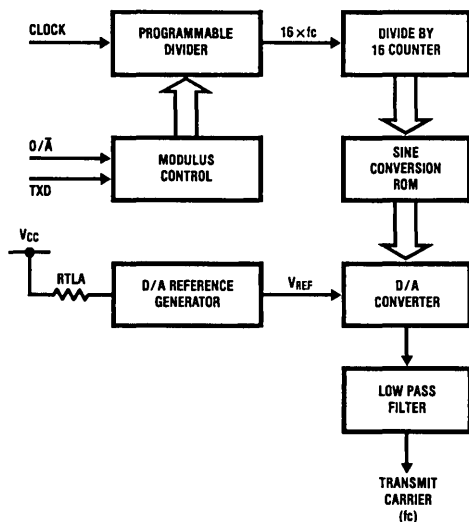 CLOCK
PROGRAMMABLE
DIVIDER
16 × fc
DIVIDE BY
16 COUNTER
O/A̅
TXD
MODULUS
CONTROL
SINE
CONVERSION
ROM
VCC
RTLA
D/A REFERENCE
GENERATOR
VREF
D/A
CONVERTER
LOW PASS
FILTER
TRANSMIT
CARRIER
(fc)